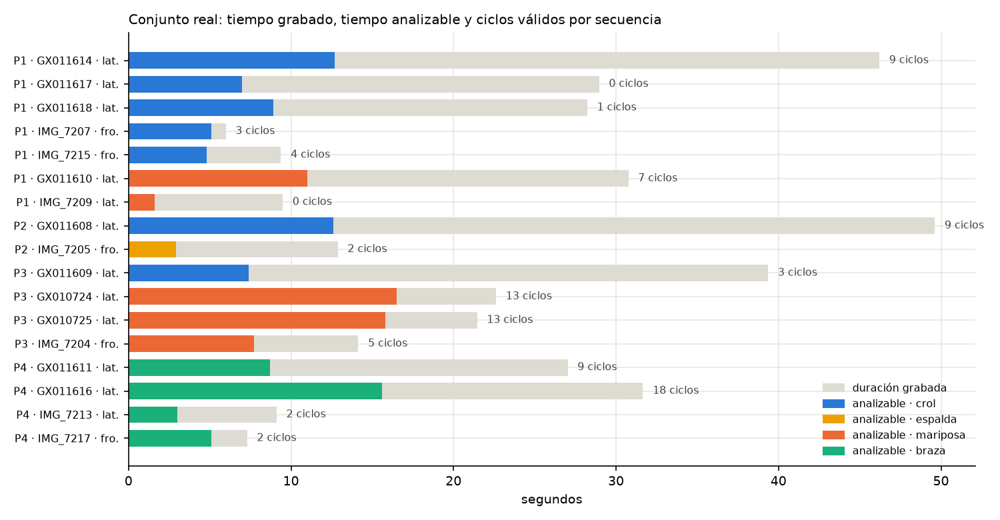 Conjunto real: tiempo grabado, tiempo analizable y ciclos válidos por secuencia
P1 · GX011614 · lat. 9 ciclos
P1 · GX011617 · lat. 0 ciclos
P1 · GX011618 · lat. 1 ciclos
P1 · IMG_7207 · fro. 3 ciclos
P1 · IMG_7215 · fro. 4 ciclos
P1 · GX011610 · lat. 7 ciclos
P1 · IMG_7209 · lat. 0 ciclos
P2 · GX011608 · lat. 9 ciclos
P2 · IMG_7205 · fro. 2 ciclos
P3 · GX011609 · lat. 3 ciclos
P3 · GX010724 · lat. 13 ciclos
P3 · GX010725 · lat. 13 ciclos
P3 · IMG_7204 · fro. 5 ciclos
P4 · GX011611 · lat. 9 ciclos
P4 · GX011616 · lat. 18 ciclos
P4 · IMG_7213 · lat. 2 ciclos
P4 · IMG_7217 · fro. 2 ciclos
duración grabada
analizable · crol
analizable · espalda
analizable · mariposa
analizable · braza
0 10 20 30 40 50
segundos